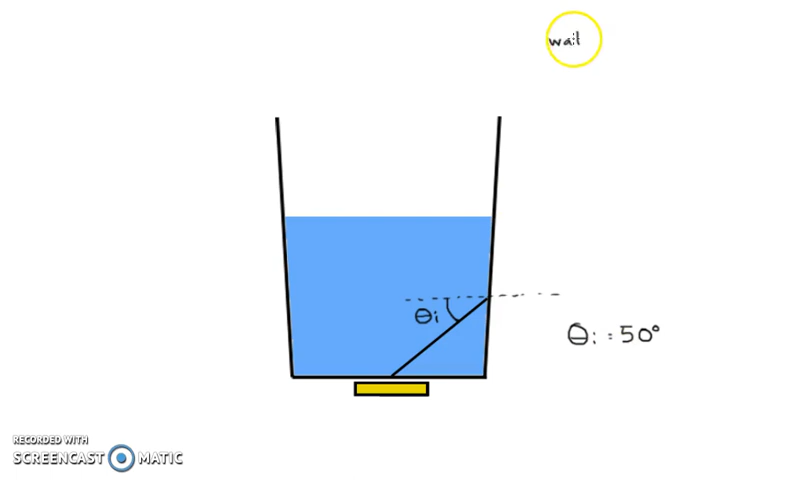 wait
θi
θi = 50°
RECORDED WITH
SCREENCAST MATIC